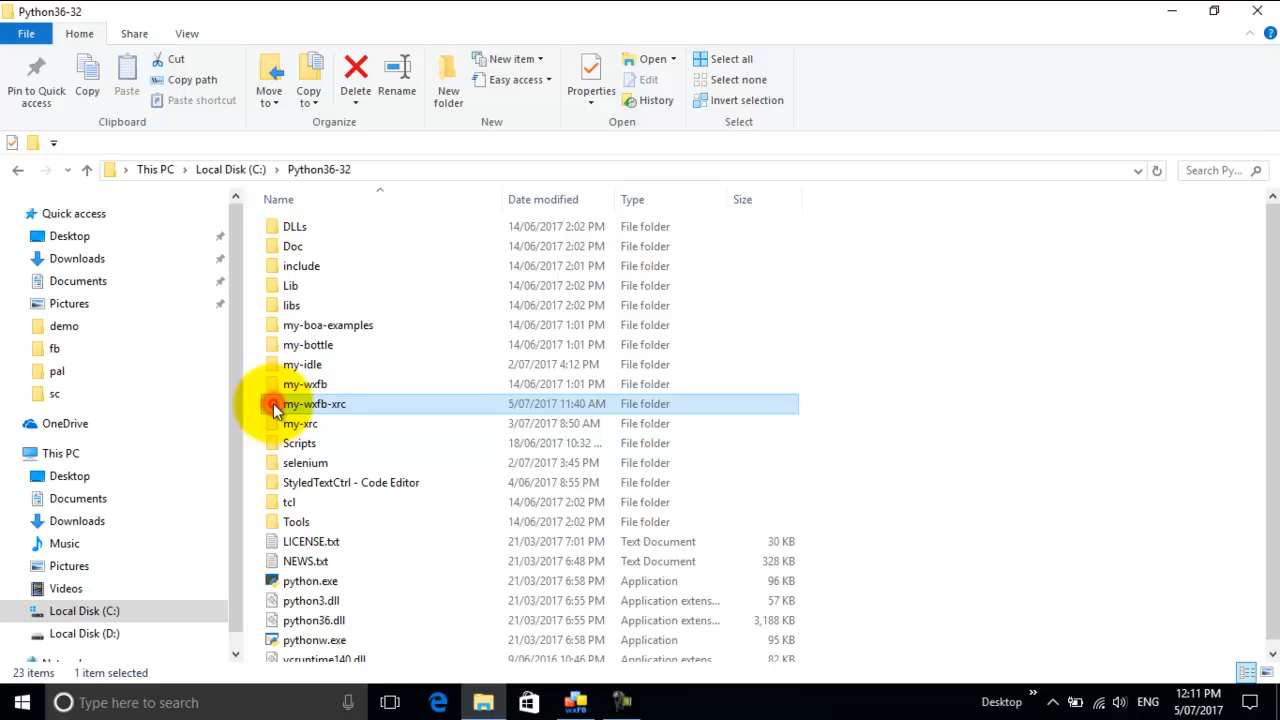 Python36-32
File Home Share View
Pin to Quick access
Copy
Paste
Cut
Copy path
Paste shortcut
Clipboard
Move to
Copy to
Delete
Rename
Organize
New folder
New item
Easy access
New
Properties
Open
Edit
History
Open
Select all
Select none
Invert selection
Select
This PC Local Disk (C:) Python36-32 Search Py...
Name Date modified Type Size
Quick access
Desktop
Downloads
Documents
Pictures
demo
fb
pal
sc
OneDrive
This PC
Desktop
Documents
Downloads
Music
Pictures
Videos
Local Disk (C:)
Local Disk (D:)
DLLs 14/06/2017 2:02 PM File folder
Doc 14/06/2017 2:02 PM File folder
include 14/06/2017 2:01 PM File folder
Lib 14/06/2017 2:02 PM File folder
libs 14/06/2017 2:02 PM File folder
my-boa-examples 14/06/2017 1:01 PM File folder
my-bottle 14/06/2017 1:01 PM File folder
my-idle 2/07/2017 4:12 PM File folder
my-wxfb 14/06/2017 1:01 PM File folder
my-wxfb-xrc 5/07/2017 11:40 AM File folder
my-xrc 3/07/2017 8:50 AM File folder
Scripts 18/06/2017 10:32 ... File folder
selenium 2/07/2017 3:45 PM File folder
StyledTextCtrl - Code Editor 4/06/2017 8:55 PM File folder
tcl 14/06/2017 2:02 PM File folder
Tools 14/06/2017 2:02 PM File folder
LICENSE.txt 21/03/2017 7:01 PM Text Document 30 KB
NEWS.txt 21/03/2017 6:48 PM Text Document 328 KB
python.exe 21/03/2017 6:58 PM Application 96 KB
python3.dll 21/03/2017 6:55 PM Application extens... 57 KB
python36.dll 21/03/2017 6:55 PM Application extens... 3,188 KB
pythonw.exe 21/03/2017 6:58 PM Application 95 KB
vcruntime140.dll 9/06/2016 10:46 PM Application extens... 82 KB
23 items 1 item selected
Type here to search
wxFB
Desktop
ENG
12:11 PM
5/07/2017